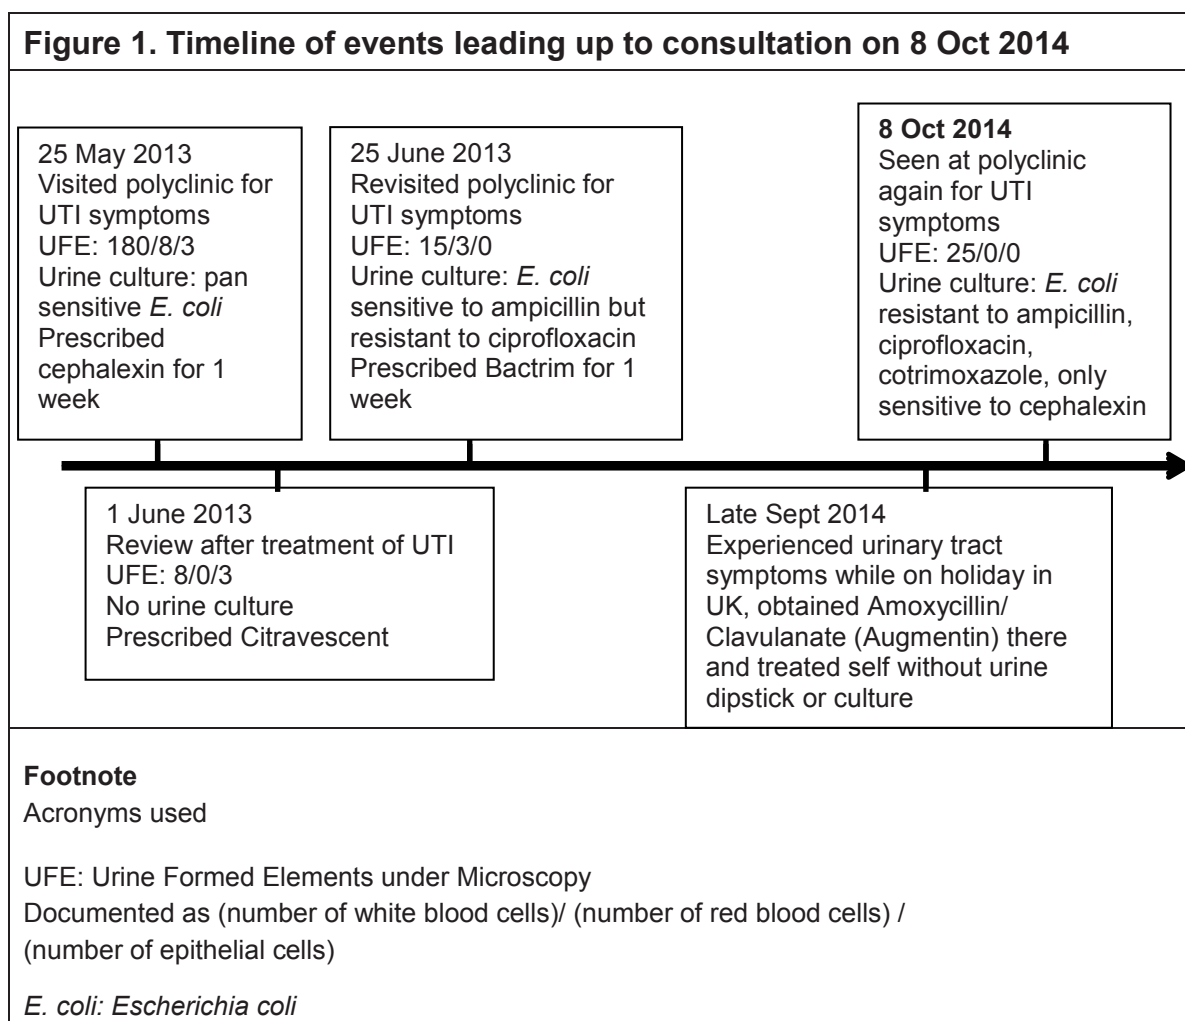 Figure 1. Timeline of events leading up to consultation on 8 Oct 2014
25 May 2013
Visited polyclinic for
UTI symptoms
UFE: 180/8/3
Urine culture: pan
sensitive E. coli
Prescribed
cephalexin for 1
week
25 June 2013
Revisited polyclinic for
UTI symptoms
UFE: 15/3/0
Urine culture: E. coli
sensitive to ampicillin but
resistant to ciprofloxacin
Prescribed Bactrim for 1
week
8 Oct 2014
Seen at polyclinic
again for UTI
symptoms
UFE: 25/0/0
Urine culture: E. coli
resistant to ampicillin,
ciprofloxacin,
cotrimoxazole, only
sensitive to cephalexin
1 June 2013
Review after treatment of UTI
UFE: 8/0/3
No urine culture
Prescribed Citravescent
Late Sept 2014
Experienced urinary tract
symptoms while on holiday in
UK, obtained Amoxycillin/
Clavulanate (Augmentin) there
and treated self without urine
dipstick or culture
Footnote
Acronyms used
UFE: Urine Formed Elements under Microscopy
Documented as (number of white blood cells)/ (number of red blood cells) /
(number of epithelial cells)
E. coli: Escherichia coli